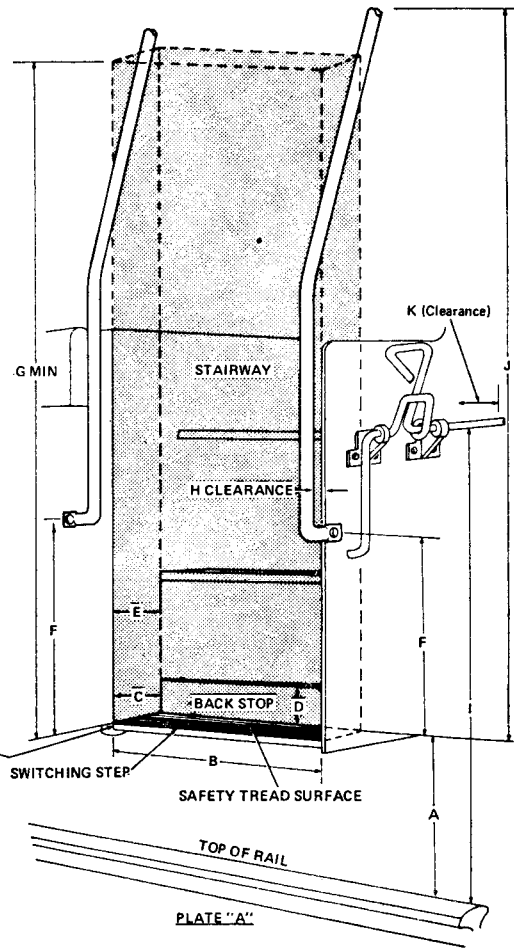 K (Clearance)
J
G MIN
STAIRWAY
H CLEARANCE
E
F
F
C
BACK STOP
D
B
SWITCHING STEP
SAFETY TREAD SURFACE
A
I
TOP OF RAIL
PLATE "A"